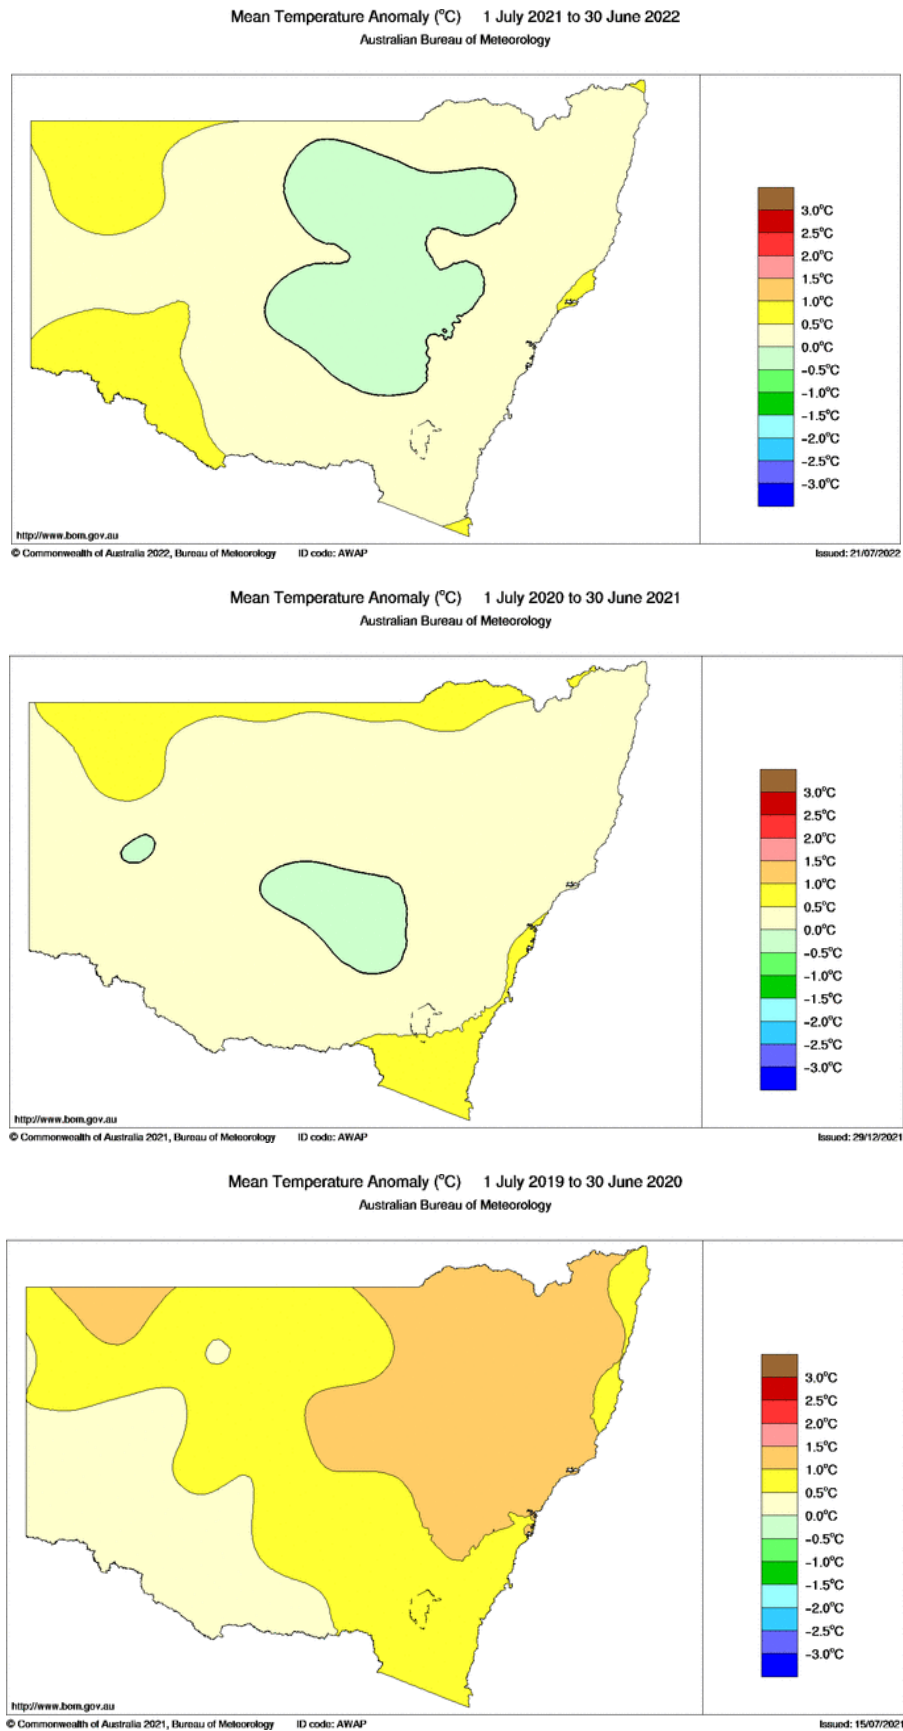 Mean Temperature Anomaly (°C) 1 July 2021 to 30 June 2022
Australian Bureau of Meteorology
3.0°C
2.5°C
2.0°C
1.5°C
1.0°C
0.5°C
0.0°C
−0.5°C
−1.0°C
−1.5°C
−2.0°C
−2.5°C
−3.0°C
http://www.bom.gov.au
© Commonwealth of Australia 2022, Bureau of Meteorology ID code: AWAP Issued: 21/07/2022
Mean Temperature Anomaly (°C) 1 July 2020 to 30 June 2021
Australian Bureau of Meteorology
3.0°C
2.5°C
2.0°C
1.5°C
1.0°C
0.5°C
0.0°C
−0.5°C
−1.0°C
−1.5°C
−2.0°C
−2.5°C
−3.0°C
http://www.bom.gov.au
© Commonwealth of Australia 2021, Bureau of Meteorology ID code: AWAP Issued: 29/12/2021
Mean Temperature Anomaly (°C) 1 July 2019 to 30 June 2020
Australian Bureau of Meteorology
3.0°C
2.5°C
2.0°C
1.5°C
1.0°C
0.5°C
0.0°C
−0.5°C
−1.0°C
−1.5°C
−2.0°C
−2.5°C
−3.0°C
http://www.bom.gov.au
© Commonwealth of Australia 2021, Bureau of Meteorology ID code: AWAP Issued: 15/07/2021